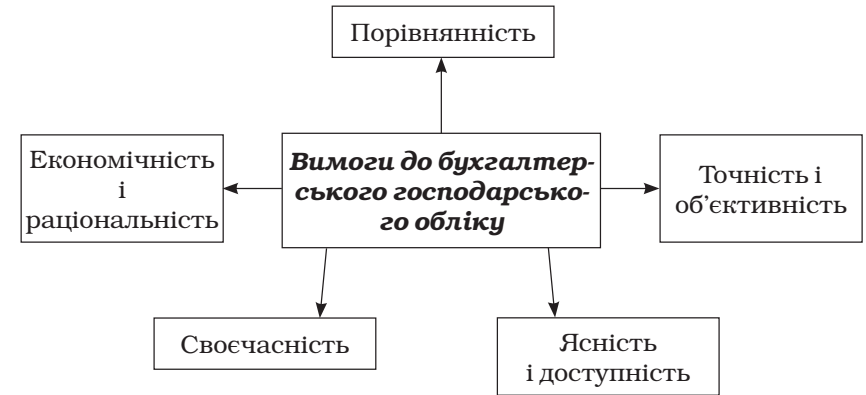 Порівнянність
Економічність
і
раціональність
Вимоги до бухгалтер-
ського господарсько-
го обліку
Точність і
об’єктивність
Своєчасність
Ясність
і доступність